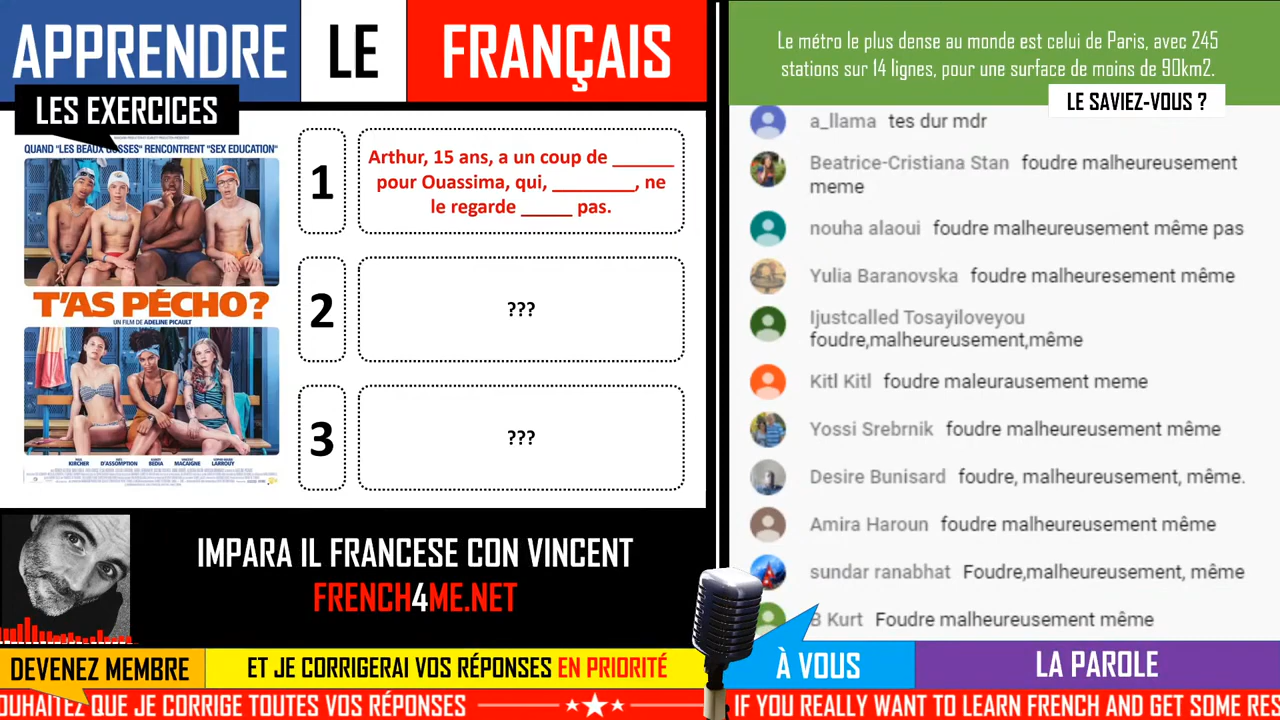 APPRENDRE LE FRANÇAIS
LES EXERCICES
QUAND "LES BEAUX GOSSES" RENCONTRENT "SEX EDUCATION"
T'AS PÉCHO?
UN FILM DE ADELINE PICAULT
KIRCHER D'ASSOMPTION BEDIA MACAIGNE LARROUY
1
Arthur, 15 ans, a un coup de ______
pour Ouassima, qui, ________, ne
le regarde _____ pas.
2
???
3
???
IMPARA IL FRANCESE CON VINCENT
FRENCH4ME.NET
DEVENEZ MEMBRE
ET JE CORRIGERAI VOS RÉPONSES EN PRIORITÉ
OUHAITEZ QUE JE CORRIGE TOUTES VOS RÉPONSES
IF YOU REALLY WANT TO LEARN FRENCH AND GET SOME RES
Le métro le plus dense au monde est celui de Paris, avec 245
stations sur 14 lignes, pour une surface de moins de 90km2.
LE SAVIEZ-VOUS ?
a_llama tes dur mdr
Beatrice-Cristiana Stan foudre malheureusement
meme
nouha alaoui foudre malheureusement même pas
Yulia Baranovska foudre malheuresement même
Ijustcalled Tosayiloveyou
foudre,malheureusement,même
Kitl Kitl foudre maleurausement meme
Yossi Srebrnik foudre malheureusement même
Desire Bunisard foudre, malheureusement, même.
Amira Haroun foudre malheureusement même
sundar ranabhat Foudre,malheureusement, même
B Kurt Foudre malheureusement même
À VOUS
LA PAROLE